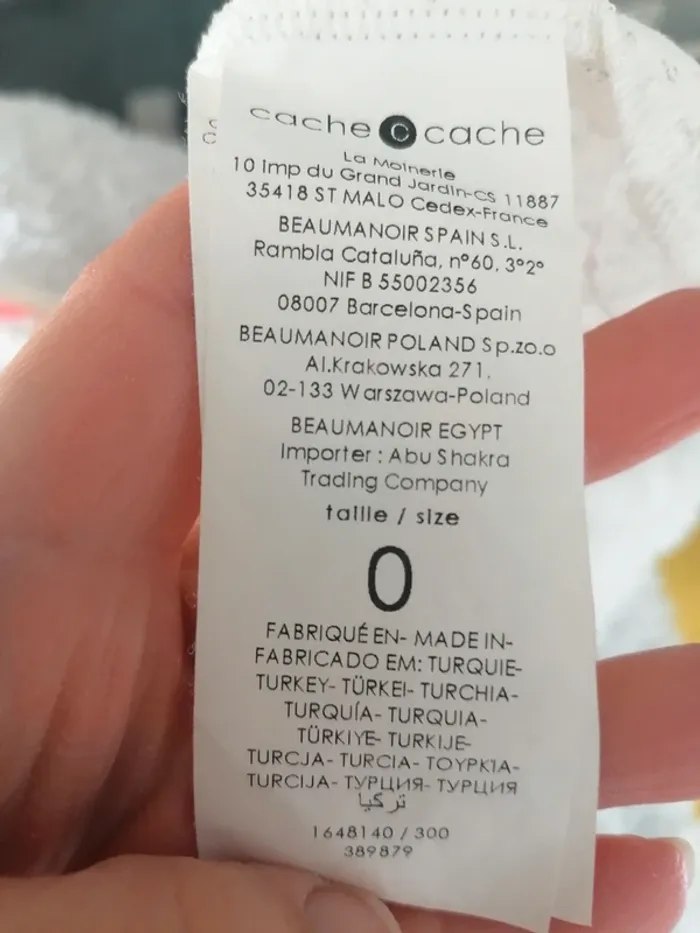 cache c cache
La Moinerie
10 Imp du Grand Jardin-CS 11887
35418 ST MALO Cedex-France
BEAUMANOIR SPAIN S.L.
Rambla Cataluña, nº60, 3º2º
NIF B 55002356
08007 Barcelona-Spain
BEAUMANOIR POLAND Sp.zo.o
Al.Krakowska 271,
02-133 Warszawa-Poland
BEAUMANOIR EGYPT
Importer : Abu Shakra
Trading Company
taille / size
0
FABRIQUÉ EN- MADE IN-
FABRICADO EM: TURQUIE-
TURKEY- TÜRKEI- TURCHIA-
TURQUÍA- TURQUIA-
TÜRKIYE- TURKIJE-
TURCJA- TURCIA- ΤΟΥΡΚΙΑ-
TURCIJA- ТУРЦИЯ- ТУРЦИЯ
تركيا
1648140 / 300
389879